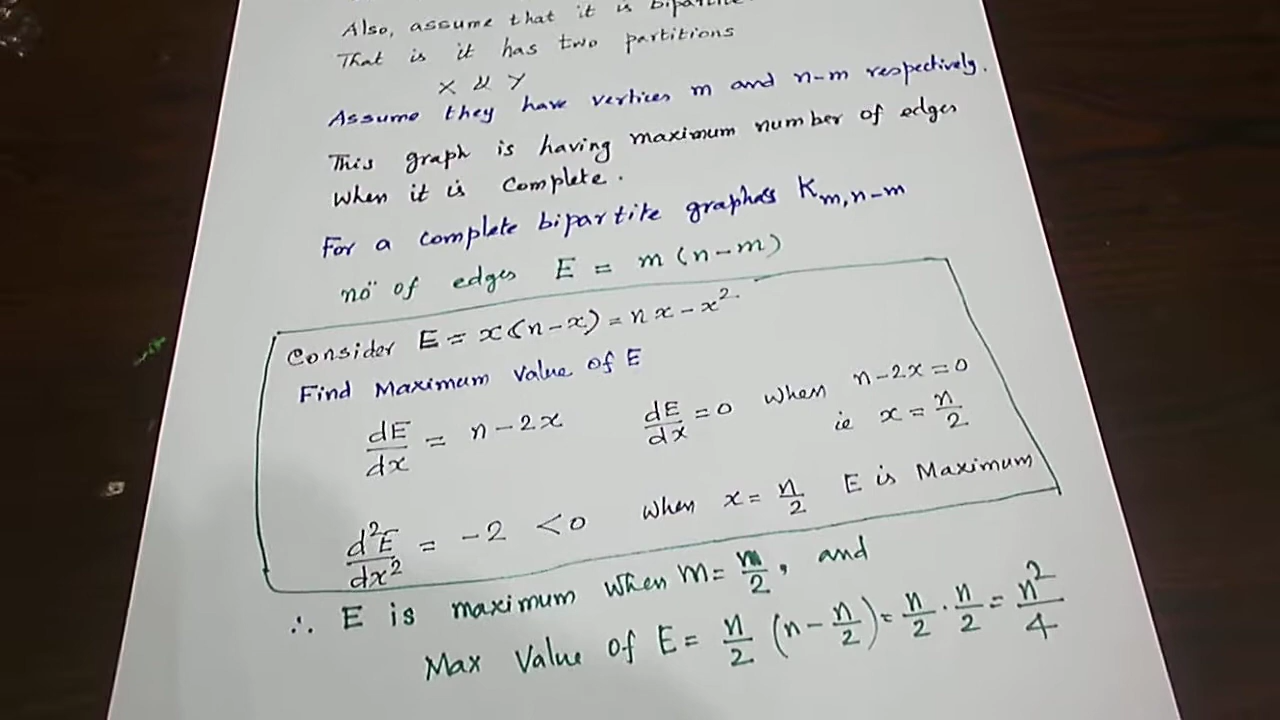 Also, assume that it is bipartite
That is it has two partitions
X & Y
Assume they have vertices m and n-m respectively.
This graph is having maximum number of edges
when it is complete.
For a complete bipartite graphas K_{m,n-m}
no of edges E = m(n-m)
Consider E = x(n-x) = nx - x².
Find Maximum Value of E
dE/dx = n-2x dE/dx = 0 when n-2x=0
ie x = n/2
d²E/dx² = -2 <0 when x = n/2 E is Maximum
∴ E is maximum when m= m/2, and
Max Value of E = n/2 (n - n/2) = n/2 · n/2 = n²/4